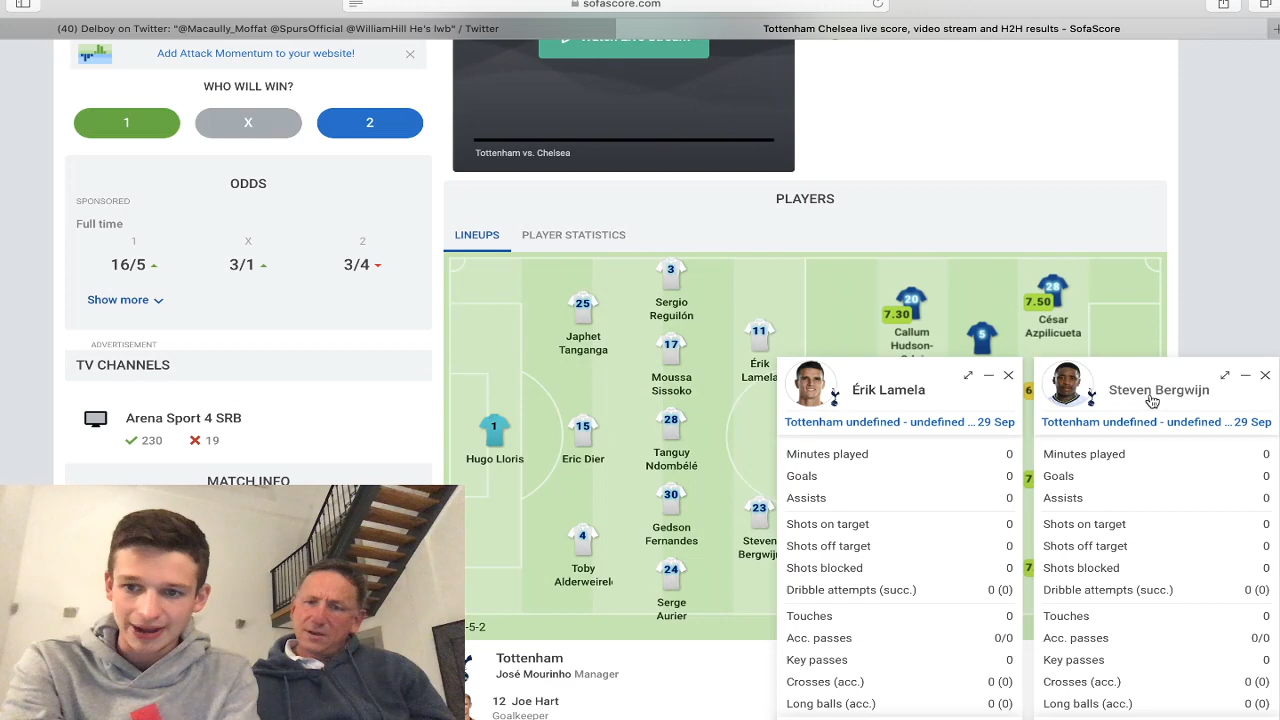 sofascore.com
(40) Delboy on Twitter: "@Macaully_Moffat @SpursOfficial @WilliamHill He's lwb" / Twitter
Tottenham Chelsea live score, video stream and H2H results - SofaScore
Add Attack Momentum to your website!
WHO WILL WIN?
1
X
2
Tottenham vs. Chelsea
ODDS
SPONSORED
Full time
1
X
2
16/5
3/1
3/4
Show more
ADVERTISEMENT
TV CHANNELS
Arena Sport 4 SRB
230
19
MATCH INFO
PLAYERS
LINEUPS
PLAYER STATISTICS
1
Hugo Lloris
25
Japhet
Tanganga
15
Eric Dier
4
Toby
Alderweirel
3
Sergio
Reguilón
17
Moussa
Sissoko
28
Tanguy
Ndombélé
30
Gedson
Fernandes
24
Serge
Aurier
11
Érik
Lamela
23
Steven
Bergwijn
20
7.30
Callum
Hudson-
5
28
7.50
César
Azpilicueta
-5-2
Tottenham
José Mourinho Manager
12 Joe Hart
Goalkeeper
Érik Lamela
Tottenham undefined - undefined ... 29 Sep
Minutes played 0
Goals 0
Assists 0
Shots on target 0
Shots off target 0
Shots blocked 0
Dribble attempts (succ.) 0 (0)
Touches 0
Acc. passes 0/0
Key passes 0
Crosses (acc.) 0 (0)
Long balls (acc.) 0 (0)
Steven Bergwijn
Tottenham undefined - undefined ... 29 Sep
Minutes played 0
Goals 0
Assists 0
Shots on target 0
Shots off target 0
Shots blocked 0
Dribble attempts (succ.) 0 (0)
Touches 0
Acc. passes 0/0
Key passes 0
Crosses (acc.) 0 (0)
Long balls (acc.) 0 (0)